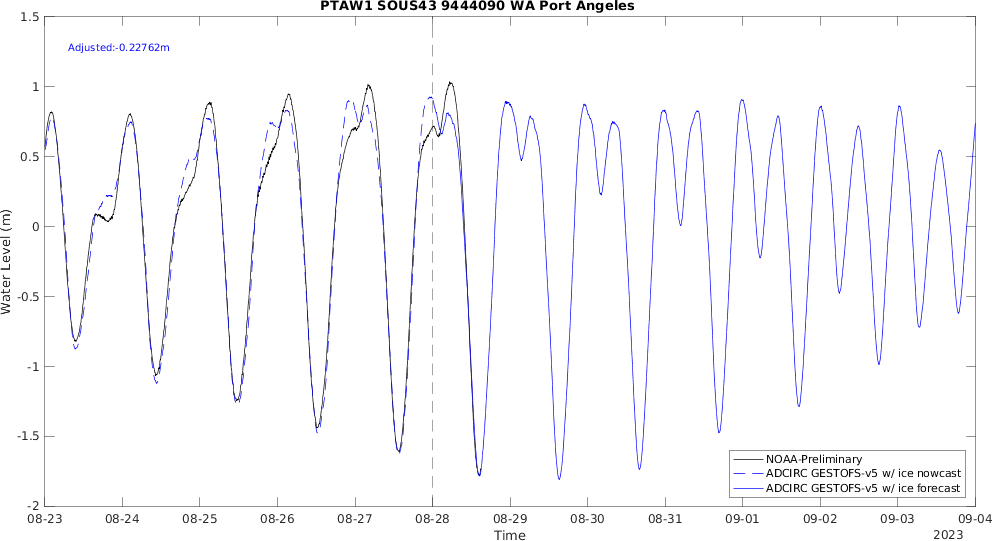 PTAW1 SOUS43 9444090 WA Port Angeles
Adjusted:-0.22762m
1.5
1
0.5
0
-0.5
-1
-1.5
-2
Water Level (m)
NOAA-Preliminary
ADCIRC GESTOFS-v5 w/ ice nowcast
ADCIRC GESTOFS-v5 w/ ice forecast
08-23 08-24 08-25 08-26 08-27 08-28 08-29 08-30 08-31 09-01 09-02 09-03 09-04
Time
2023